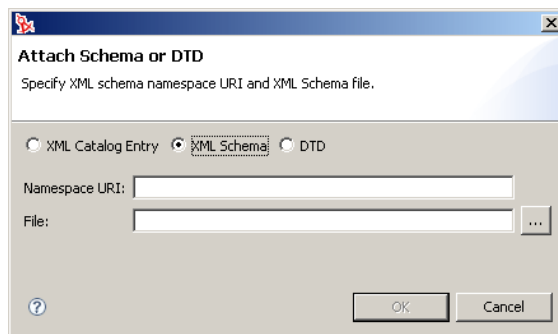 Attach Schema or DTD
Specify XML schema namespace URI and XML Schema file.
XML Catalog Entry XML Schema DTD
Namespace URI:
File: ...
? OK Cancel